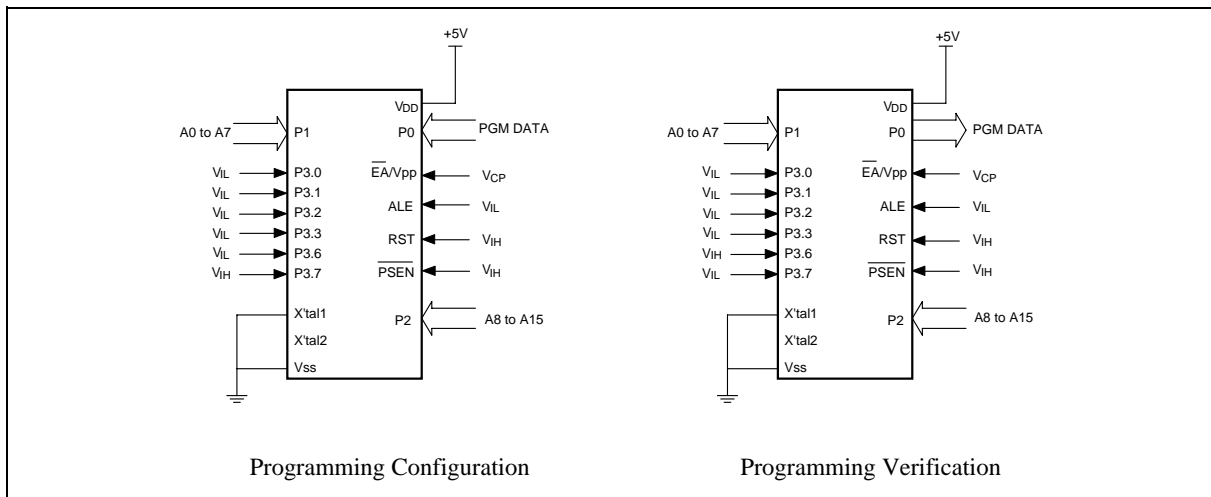 +5V
VDD
A0 to A7
P1
P0
PGM DATA
VIL
P3.0
EA/Vpp
VCP
VIL
P3.1
VIL
P3.2
ALE
VIL
VIL
P3.3
RST
VIH
VIL
P3.6
VIH
P3.7
PSEN
VIH
X'tal1
P2
A8 to A15
X'tal2
Vss
Programming Configuration
+5V
VDD
A0 to A7
P1
P0
PGM DATA
VIL
P3.0
EA/Vpp
VCP
VIL
P3.1
VIL
P3.2
ALE
VIL
VIL
P3.3
RST
VIH
VIH
P3.6
VIL
P3.7
PSEN
VIH
X'tal1
P2
A8 to A15
X'tal2
Vss
Programming Verification